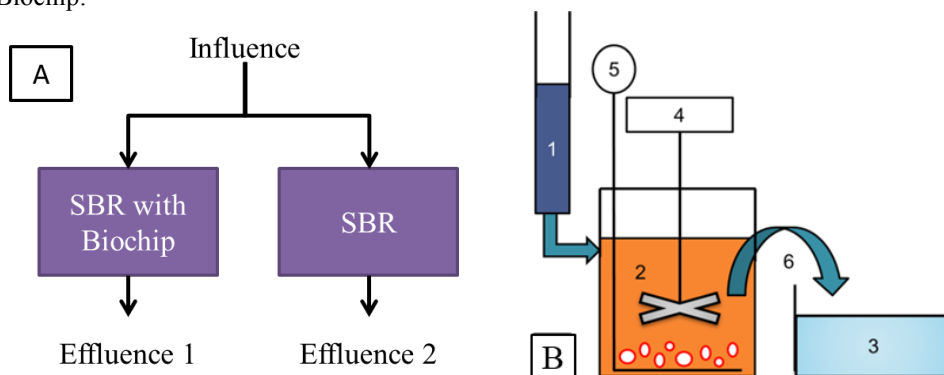 Biochip.
A
Influence
SBR with
Biochip
SBR
Effluence 1
Effluence 2
5
4
1
2
6
3
B